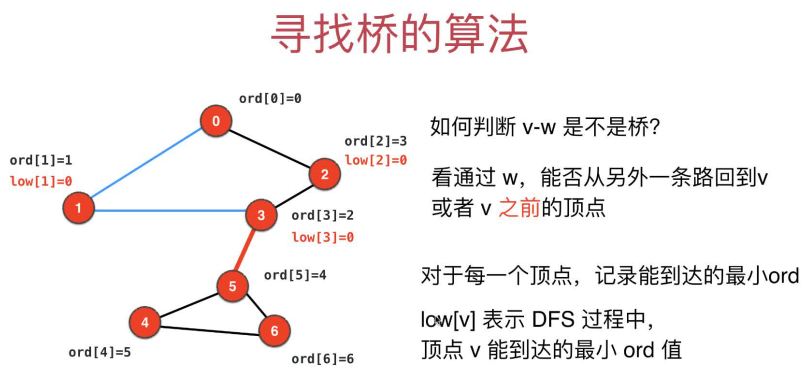 寻找桥的算法
ord[0]=0
0
ord[1]=1
low[1]=0
1
ord[2]=3
low[2]=0
2
3
ord[3]=2
low[3]=0
5
ord[5]=4
4
ord[4]=5
6
ord[6]=6
如何判断 v-w 是不是桥？
看通过 w，能否从另外一条路回到v
或者 v 之前的顶点
对于每一个顶点，记录能到达的最小ord
low[v] 表示 DFS 过程中，
顶点 v 能到达的最小 ord 值